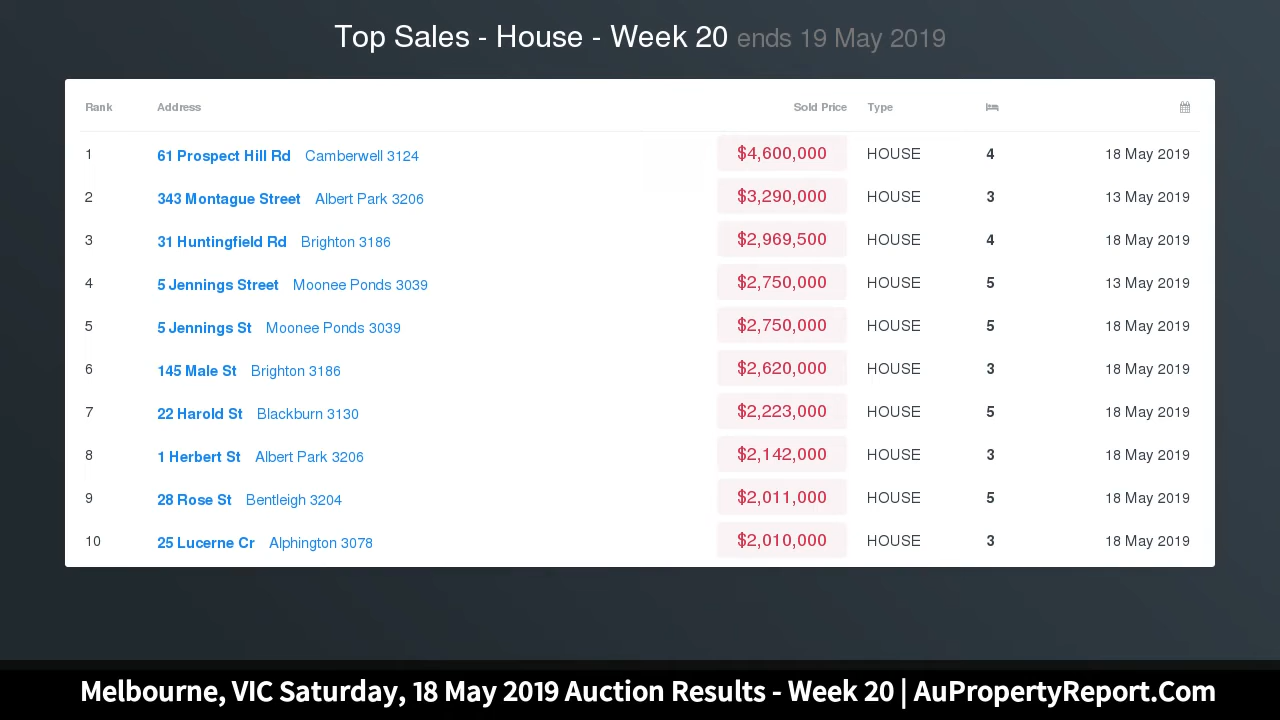 Top Sales - House - Week 20 ends 19 May 2019
Rank Address Sold Price Type
1 61 Prospect Hill Rd Camberwell 3124 $4,600,000 HOUSE 4 18 May 2019
2 343 Montague Street Albert Park 3206 $3,290,000 HOUSE 3 13 May 2019
3 31 Huntingfield Rd Brighton 3186 $2,969,500 HOUSE 4 18 May 2019
4 5 Jennings Street Moonee Ponds 3039 $2,750,000 HOUSE 5 13 May 2019
5 5 Jennings St Moonee Ponds 3039 $2,750,000 HOUSE 5 18 May 2019
6 145 Male St Brighton 3186 $2,620,000 HOUSE 3 18 May 2019
7 22 Harold St Blackburn 3130 $2,223,000 HOUSE 5 18 May 2019
8 1 Herbert St Albert Park 3206 $2,142,000 HOUSE 3 18 May 2019
9 28 Rose St Bentleigh 3204 $2,011,000 HOUSE 5 18 May 2019
10 25 Lucerne Cr Alphington 3078 $2,010,000 HOUSE 3 18 May 2019
Melbourne, VIC Saturday, 18 May 2019 Auction Results - Week 20 | AuPropertyReport.Com